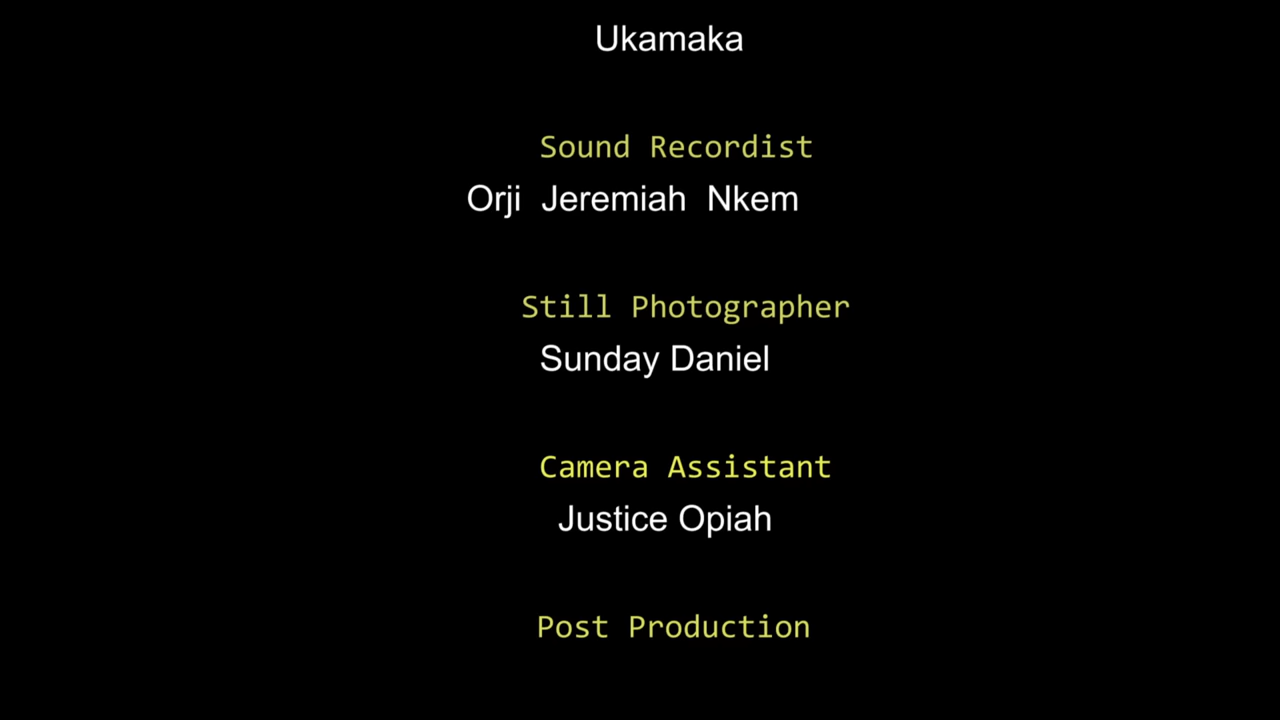 Ukamaka
Sound Recordist
Orji Jeremiah Nkem
Still Photographer
Sunday Daniel
Camera Assistant
Justice Opiah
Post Production